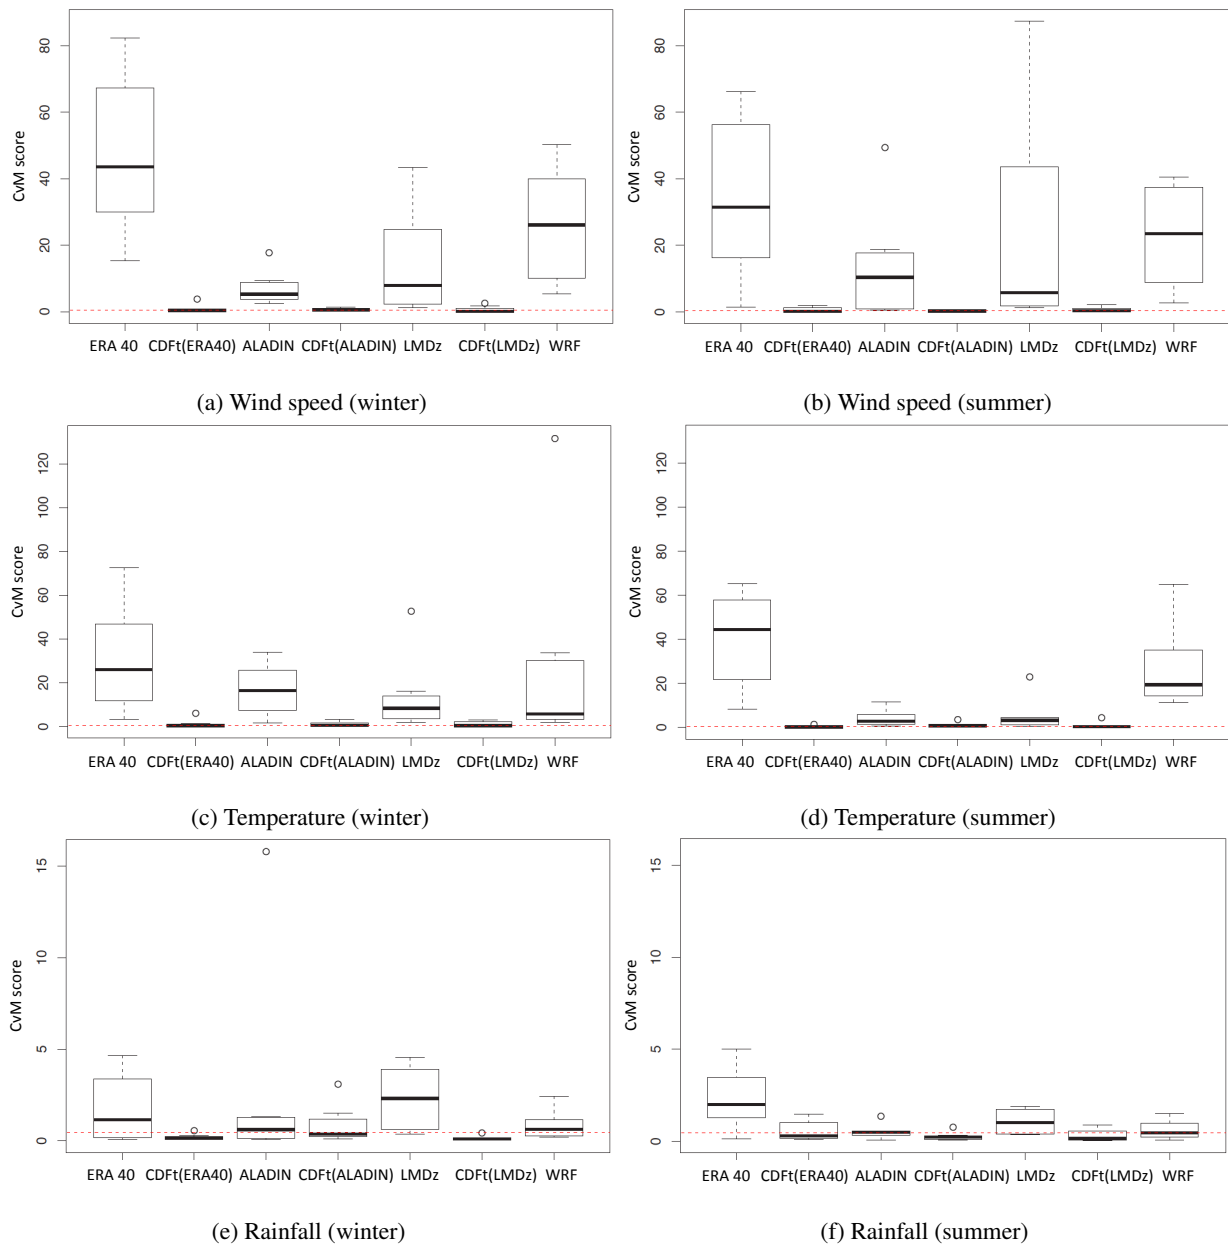 CvM score
80
60
40
20
0
ERA 40 CDFt(ERA40) ALADIN CDFt(ALADIN) LMDz CDFt(LMDz) WRF
(a) Wind speed (winter)
CvM score
80
60
40
20
0
ERA 40 CDFt(ERA40) ALADIN CDFt(ALADIN) LMDz CDFt(LMDz) WRF
(b) Wind speed (summer)
CvM score
120
100
80
60
40
20
0
ERA 40 CDFt(ERA40) ALADIN CDFt(ALADIN) LMDz CDFt(LMDz) WRF
(c) Temperature (winter)
CvM score
120
100
80
60
40
20
0
ERA 40 CDFt(ERA40) ALADIN CDFt(ALADIN) LMDz CDFt(LMDz) WRF
(d) Temperature (summer)
CvM score
15
10
5
0
ERA 40 CDFt(ERA40) ALADIN CDFt(ALADIN) LMDz CDFt(LMDz) WRF
(e) Rainfall (winter)
CvM score
15
10
5
0
ERA 40 CDFt(ERA40) ALADIN CDFt(ALADIN) LMDz CDFt(LMDz) WRF
(f) Rainfall (summer)